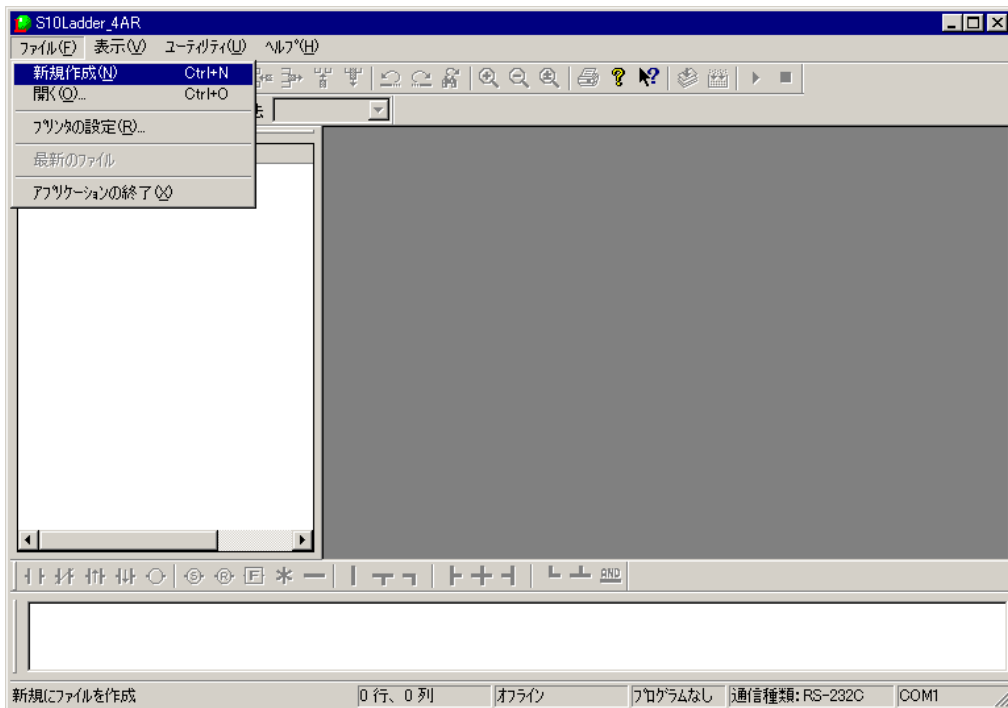 S10Ladder_4AR
ファイル(F) 表示(V) ユーティリティ(U) ヘルプ(H)
新規作成(N) Ctrl+N
開く(O)... Ctrl+O
プリンタの設定(R)...
最新のファイル
アプリケーションの終了(X)
法
S R F
AND
新規にファイルを作成 0 行、0 列 オフライン プログラムなし 通信種類: RS-232C COM1